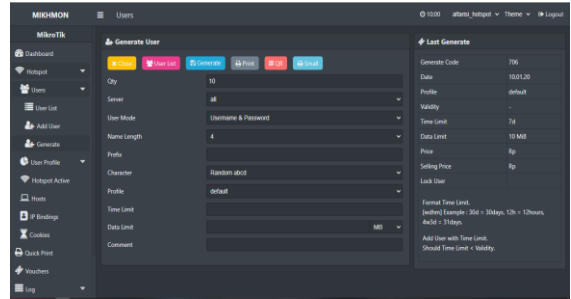 MIKHMON
Users
10:00
alfarisi_hotspot
Theme
Logout
MikroTik
Dashboard
Hotspot
Users
User List
Add User
Generate
User Profile
Hotspot Active
Hosts
IP Bindings
Cookies
Quick Print
Vouchers
Log
Generate User
Close
User List
Generate
Print
QR
Small
Qty 10
Server all
User Mode Username & Password
Name Length 4
Prefix
Character Random abcd
Profile default
Time Limit
Data Limit MB
Comment
Last Generate
Generate Code 706
Date 10.01.20
Profile default
Validity -
Time Limit 7d
Data Limit 10 MiB
Price Rp
Selling Price Rp
Lock User
Format Time Limit.
[wdhm] Example : 30d = 30days, 12h = 12hours,
4w3d = 31days.
Add User with Time Limit.
Should Time Limit < Validity.